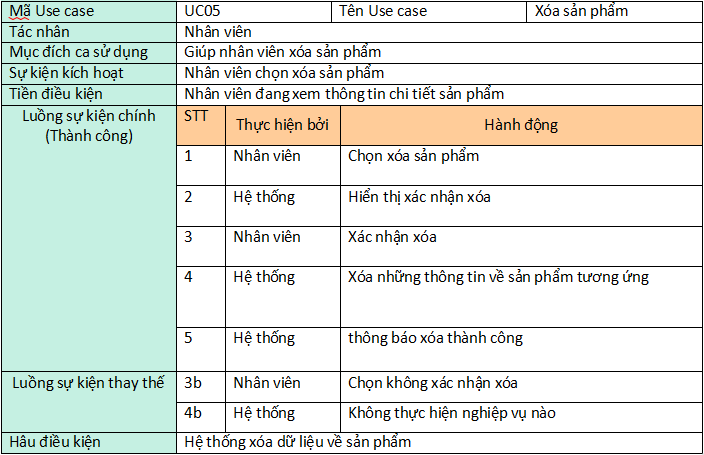 Mã Use case UC05 Tên Use case Xóa sản phẩm
Tác nhân Nhân viên
Mục đích ca sử dụng Giúp nhân viên xóa sản phẩm
Sự kiện kích hoạt Nhân viên chọn xóa sản phẩm
Tiền điều kiện Nhân viên đang xem thông tin chi tiết sản phẩm
Luồng sự kiện chính
(Thành công)
STT Thực hiện bởi Hành động
1 Nhân viên Chọn xóa sản phẩm
2 Hệ thống Hiển thị xác nhận xóa
3 Nhân viên Xác nhận xóa
4 Hệ thống Xóa những thông tin về sản phẩm tương ứng
5 Hệ thống thông báo xóa thành công
Luồng sự kiện thay thế 3b Nhân viên Chọn không xác nhận xóa
4b Hệ thống Không thực hiện nghiệp vụ nào
Hậu điều kiện Hệ thống xóa dữ liệu về sản phẩm